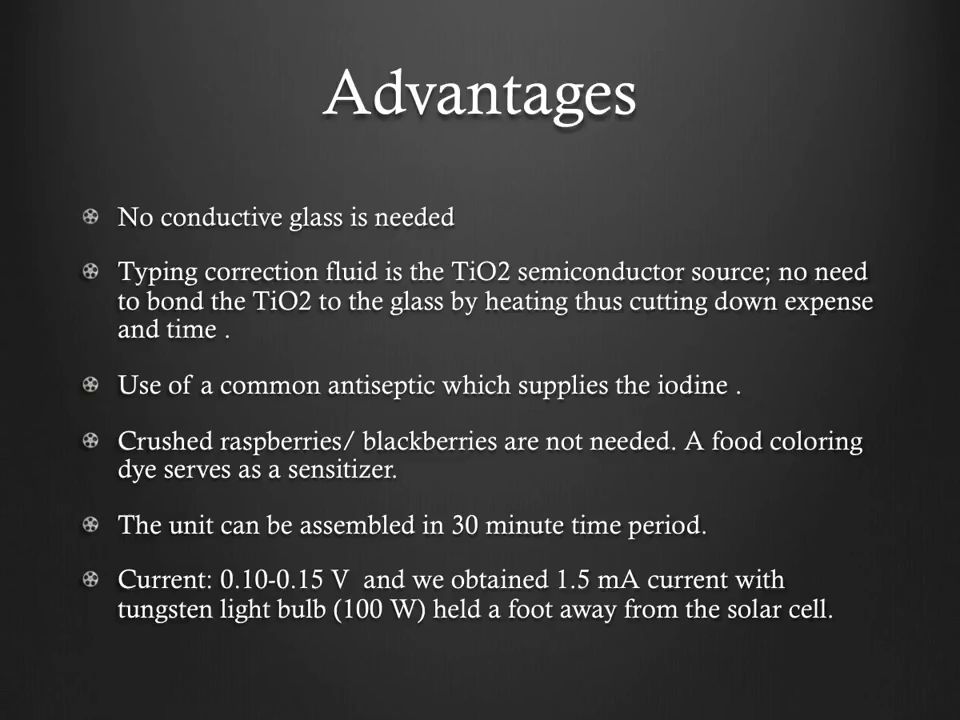 Advantages
No conductive glass is needed
Typing correction fluid is the TiO2 semiconductor source; no need
to bond the TiO2 to the glass by heating thus cutting down expense
and time .
Use of a common antiseptic which supplies the iodine .
Crushed raspberries/ blackberries are not needed. A food coloring
dye serves as a sensitizer.
The unit can be assembled in 30 minute time period.
Current: 0.10-0.15 V  and we obtained 1.5 mA current with
tungsten light bulb (100 W) held a foot away from the solar cell.